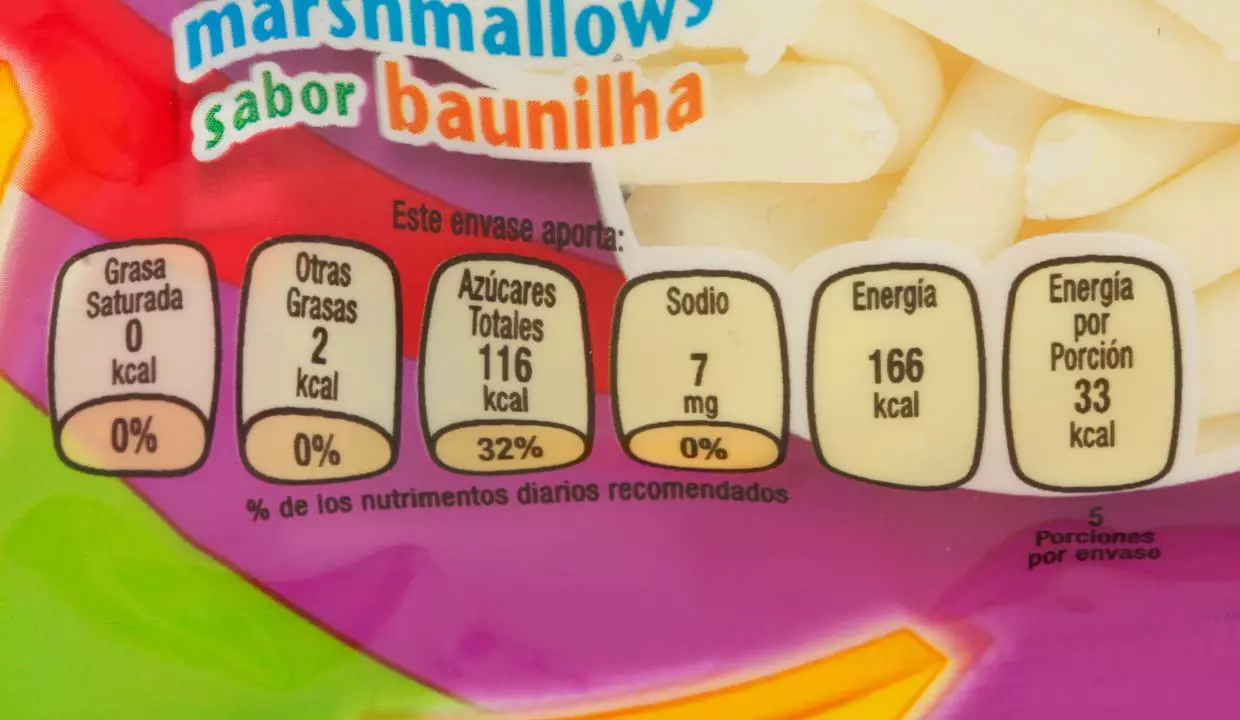 marshmallows
sabor baunilha
Este envase aporta:
Grasa
Saturada
0
kcal
0%
Otras
Grasas
2
kcal
0%
Azúcares
Totales
116
kcal
32%
Sodio
7
mg
0%
Energía
166
kcal
Energía
por
Porción
33
kcal
% de los nutrimentos diarios recomendados
5
Porciones
por envase